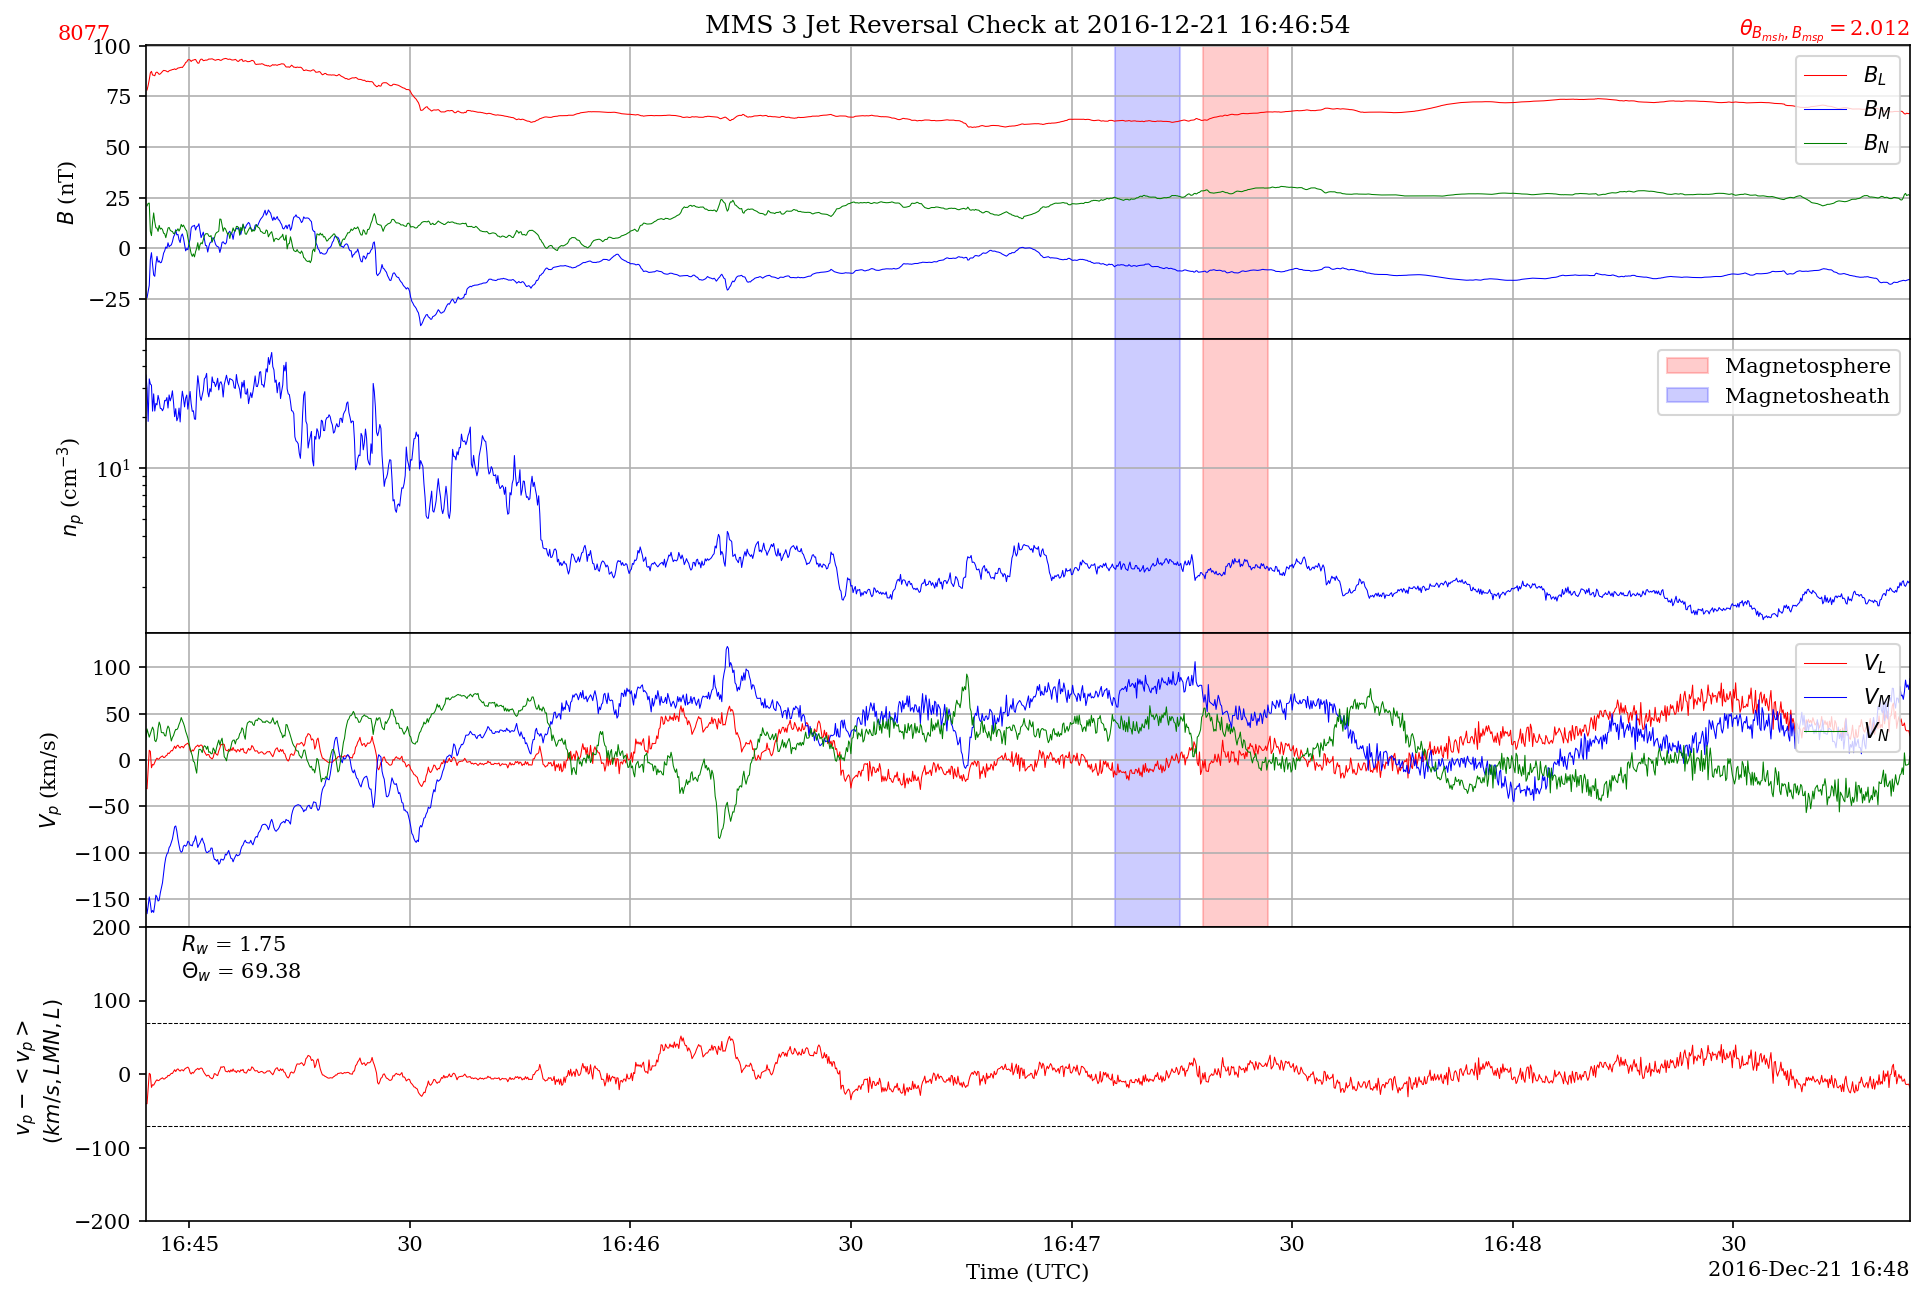 MMS 3 Jet Reversal Check at 2016-12-21 16:46:54
8077
θ_{B_{msh}, B_{msp}} = 2.012
100
75
50
25
0
−25
B (nT)
B_L
B_M
B_N
10^1
n_p (cm^{−3})
Magnetosphere
Magnetosheath
100
50
0
−50
−100
−150
V_p (km/s)
V_L
V_M
V_N
200
100
0
−100
−200
v_p − < v_p >
(km/s, LMN, L)
R_w = 1.75
Θ_w = 69.38
16:45 30 16:46 30 16:47 30 16:48 30
Time (UTC)
2016-Dec-21 16:48